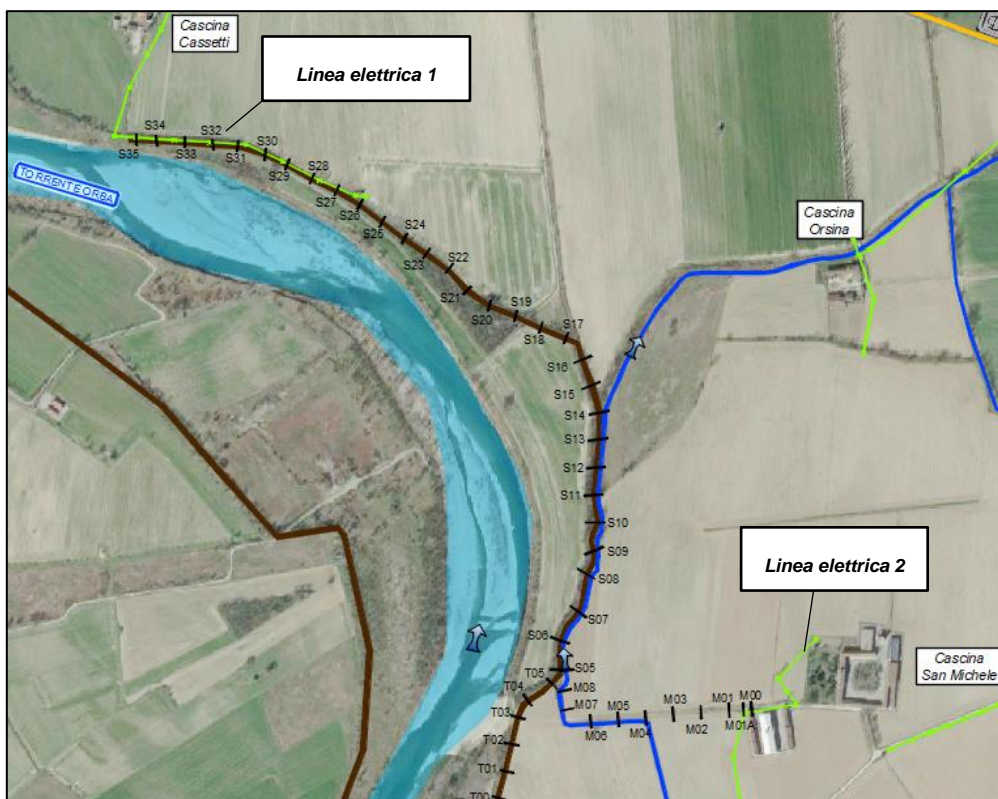 Cascina
Cassetti
Linea elettrica 1
S34
S32
S35
S33
S31
S30
S29
S28
S27
S26
S25
S24
S23
S22
S21
S20
S19
S18
S17
S16
S15
S14
S13
S12
S11
S10
S09
S08
S07
S06
S05
TORRENTE ORBA
Cascina
Orsina
Linea elettrica 2
Cascina
San Michele
T05
T04
T03
T02
T01
T00
M08
M07
M06
M05
M04
M03
M02
M01
M00
M01A